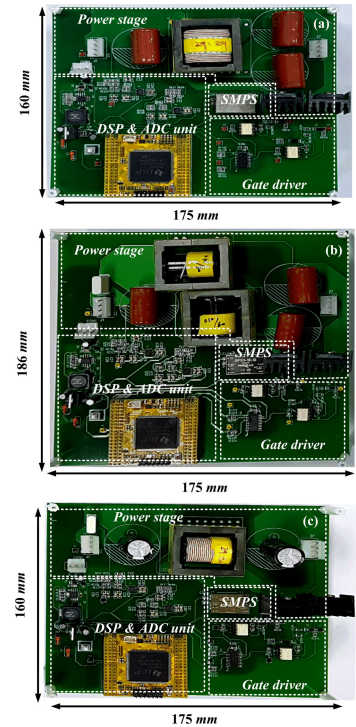 Power stage
(a)
SMPS
DSP & ADC unit
Gate driver
160 mm
175 mm
Power stage
(b)
SMPS
DSP & ADC unit
Gate driver
186 mm
175 mm
Power stage
(c)
SMPS
DSP & ADC unit
Gate driver
160 mm
175 mm